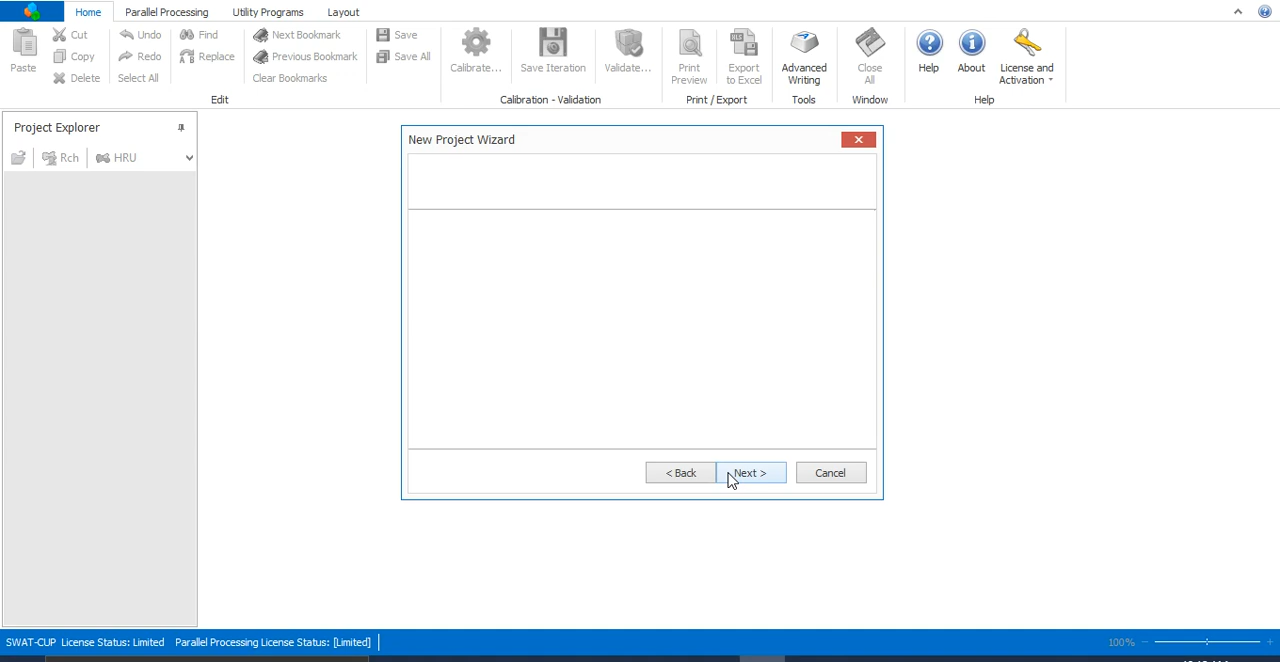 Home Parallel Processing Utility Programs Layout
Paste
Cut
Copy
Delete
Undo
Redo
Select All
Find
Replace
Next Bookmark
Previous Bookmark
Clear Bookmarks
Save
Save All
Edit
Calibrate...
Save Iteration
Validate...
Calibration - Validation
Print
Preview
Export
to Excel
Print / Export
Advanced
Writing
Tools
Close
All
Window
Help
About
License and
Activation
Help
Project Explorer
Rch HRU
New Project Wizard
< Back Next > Cancel
SWAT-CUP License Status: Limited Parallel Processing License Status: [Limited] 100%